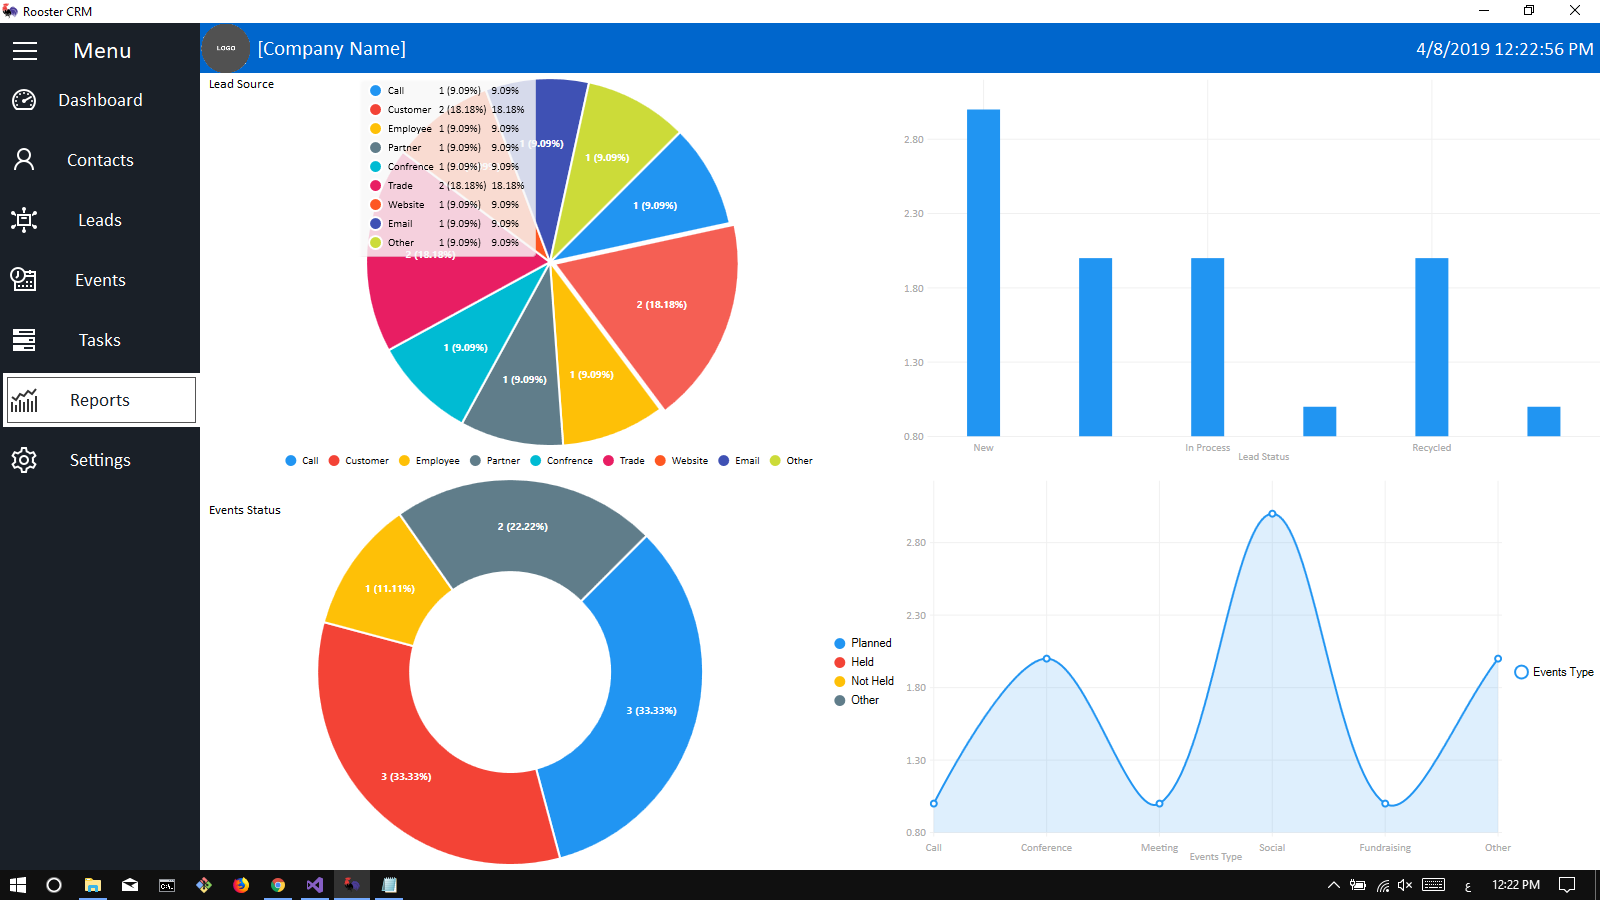 Rooster CRM
Menu
LOGO
[Company Name]
4/8/2019 12:22:56 PM
Dashboard
Contacts
Leads
Events
Tasks
Reports
Settings
Lead Source
Call 1 (9.09%) 9.09%
Customer 2 (18.18%) 18.18%
Employee 1 (9.09%) 9.09%
Partner 1 (9.09%) 9.09%
Confrence 1 (9.09%) 9.09%
Trade 2 (18.18%) 18.18%
Website 1 (9.09%) 9.09%
Email 1 (9.09%) 9.09%
Other 1 (9.09%) 9.09%
1 (9.09%)
1 (9.09%)
1 (9.09%)
2 (18.18%)
2 (18.18%)
1 (9.09%)
1 (9.09%)
1 (9.09%)
Call Customer Employee Partner Confrence Trade Website Email Other
2.80
2.30
1.80
1.30
0.80
New In Process Recycled
Lead Status
Events Status
2 (22.22%)
1 (11.11%)
3 (33.33%)
3 (33.33%)
Planned
Held
Not Held
Other
2.80
2.30
1.80
1.30
0.80
Call Conference Meeting Social Fundraising Other
Events Type
Events Type
ع
12:22 PM